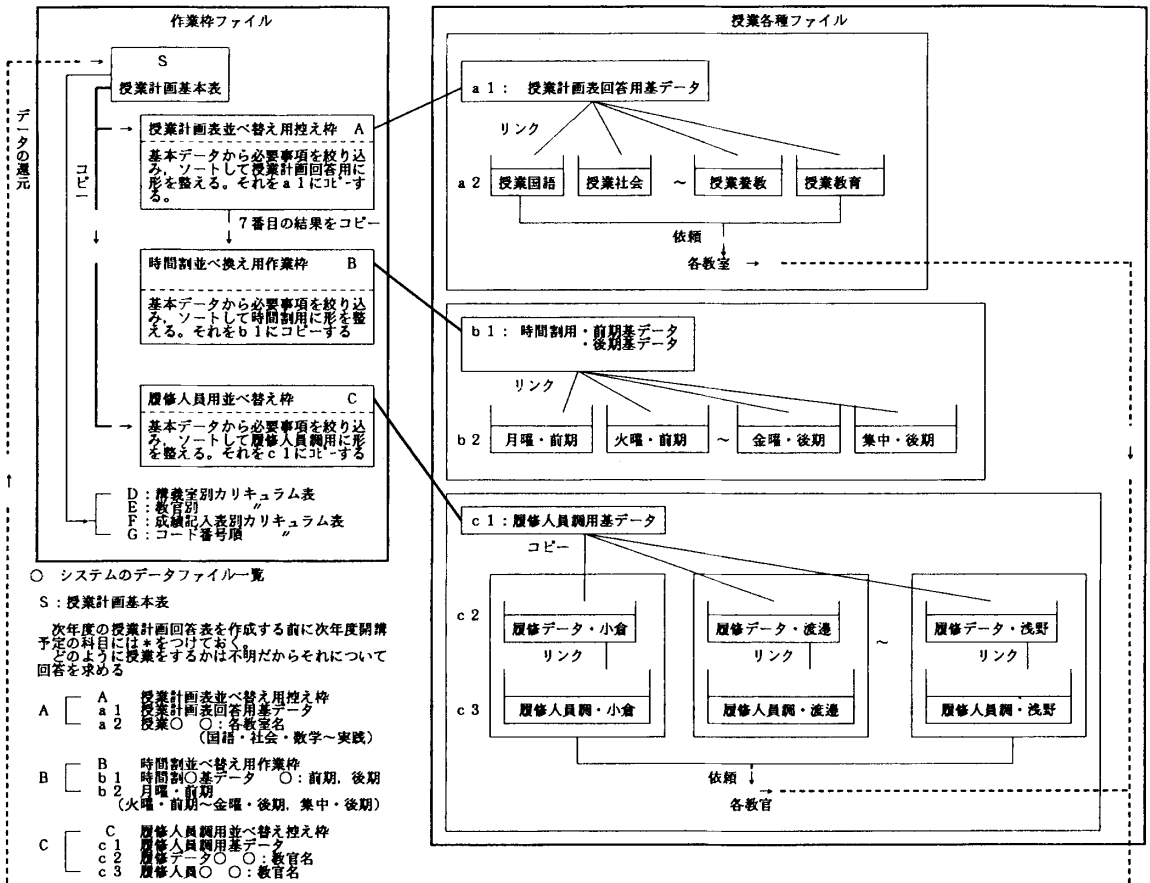 作業枠ファイル
S
授業計画基本表
データの還元
コピー
授業計画表並べ替え用控え枠 A
基本データから必要事項を絞り込
み，ソートして授業計画回答用に
形を整える。それをa1にコピーす
る。
7番目の結果をコピー
時間割並べ換え用作業枠 B
基本データから必要事項を絞り込
み，ソートして時間割用に形を整
える。それをb1にコピーする
履修人員用並べ替え枠 C
基本データから必要事項を絞り込
み，ソートして履修人員調用に形
を整える。それをc1にコピーする
D：講義室別カリキュラム表
E：教官別 〃
F：成績記入表別カリキュラム表
G：コード番号順 〃
授業各種ファイル
a1： 授業計画表回答用基データ
リンク
a2 授業国語 授業社会 ～ 授業養教 授業教育
依頼
各教室
b1：時間割用・前期基データ
・後期基データ
リンク
b2 月曜・前期 火曜・前期 ～ 金曜・後期 集中・後期
c1：履修人員調用基データ
コピー
c2 履修データ・小倉 履修データ・渡邊 ～ 履修データ・浅野
リンク リンク リンク
c3 履修人員調・小倉 履修人員調・渡邊 履修人員調・浅野
依頼
各教官
○ システムのデータファイル一覧
S：授業計画基本表
次年度の授業計画回答表を作成する前に次年度開講
予定の科目には＊をつけておく。
どのように授業をするかは不明だからそれについて
回答を求める
A
A 授業計画表並べ替え用控え枠
a1 授業計画表回答用基データ
a2 授業○ ○：各教室名
（国語・社会・数学～実践）
B
B 時間割並べ替え用作業枠
b1 時間割○基データ ○：前期，後期
b2 月曜・前期
（火曜・前期～金曜・後期，集中・後期）
C
C 履修人員調用並べ替え控え枠
c1 履修人員調用基データ
c2 履修データ○ ○：教官名
c3 履修人員○ ○：教官名